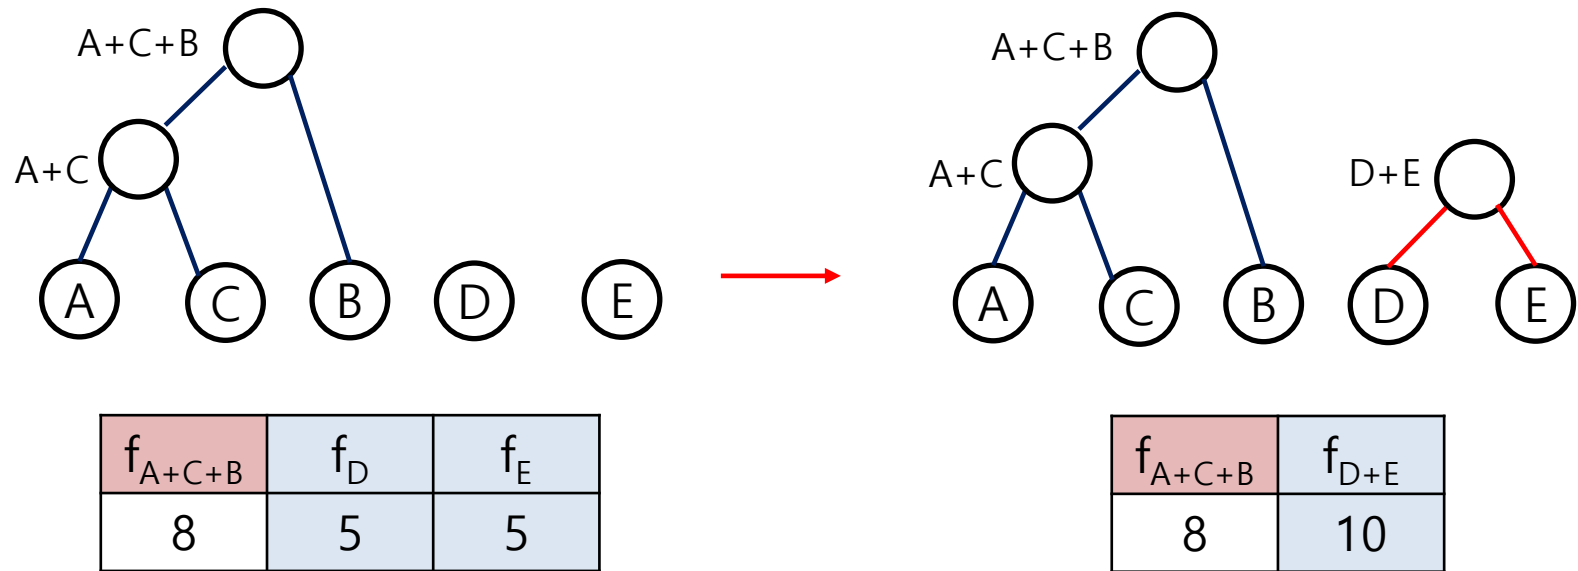 A+C+B
A+C
A C B D E
f_A+C+B f_D f_E
8 5 5
A+C+B
A+C
D+E
A C B D E
f_A+C+B f_D+E
8 10